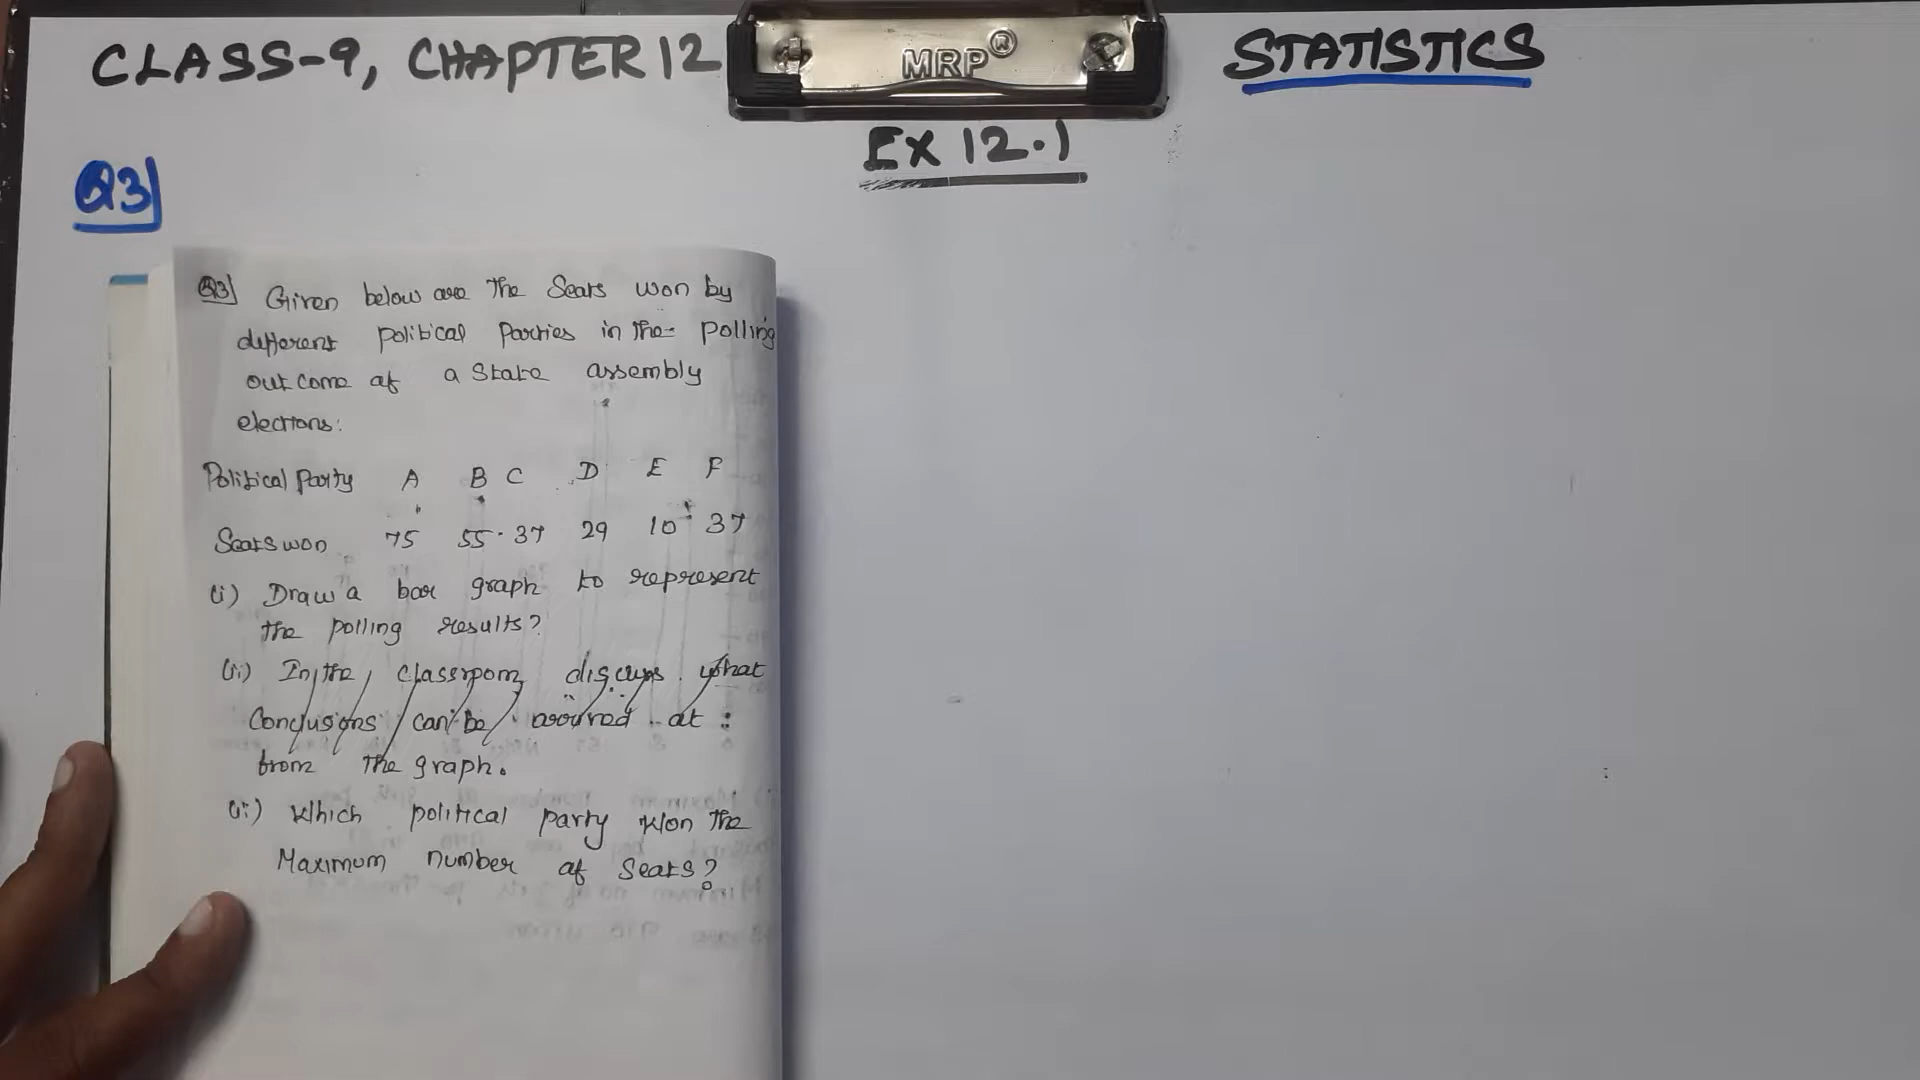 CLASS-9, CHAPTER 12
MRP®
STATISTICS
EX 12.1
Q3
Q3 Given below are the Seats won by
different political Parties in the polling
out come of a State assembly
elections:
Political Party A B C D E F
Seats won 75 55 37 29 10 37
(i) Draw a bar graph to represent
the polling results?
(ii) In the classroom discuss what
Conclusions can be arrived at
from the graph.
(ii) Which political party won the
Maximum number of Seats?